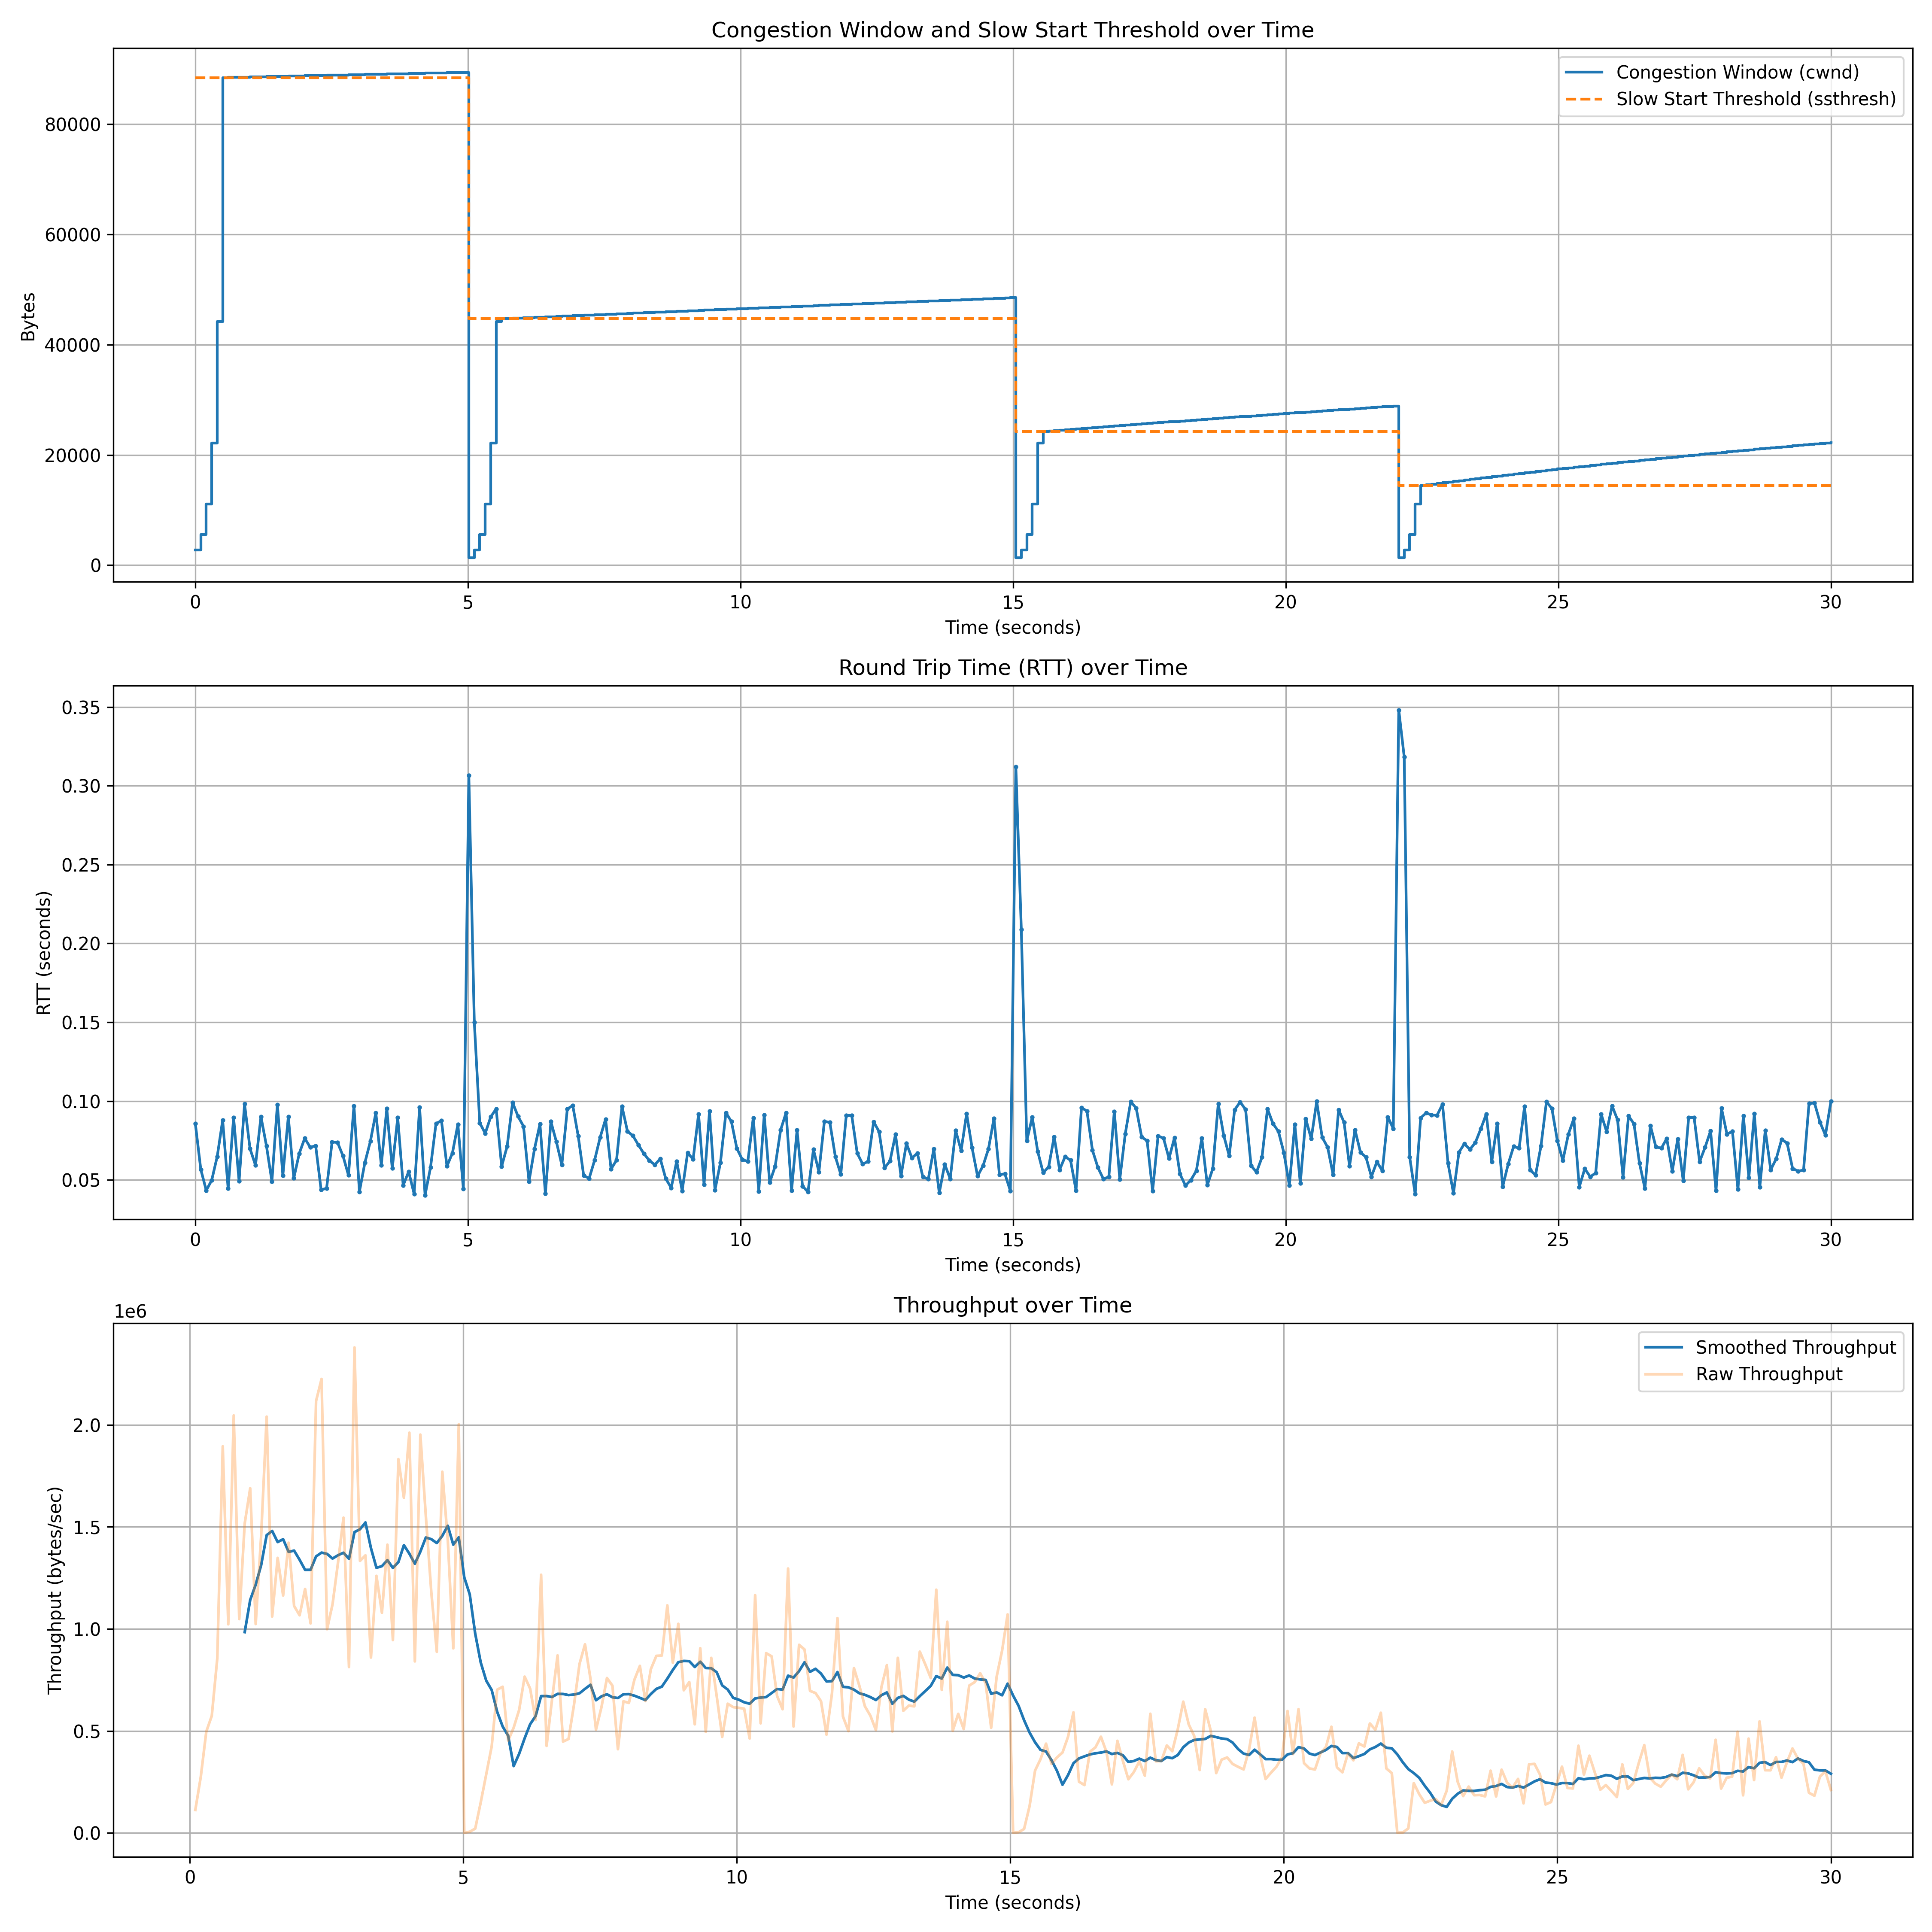 Congestion Window and Slow Start Threshold over Time
Congestion Window (cwnd)
Slow Start Threshold (ssthresh)
80000
60000
40000
20000
0
Bytes
0 5 10 15 20 25 30
Time (seconds)
Round Trip Time (RTT) over Time
0.35
0.30
0.25
0.20
0.15
0.10
0.05
RTT (seconds)
0 5 10 15 20 25 30
Time (seconds)
Throughput over Time
1e6
Smoothed Throughput
Raw Throughput
2.0
1.5
1.0
0.5
0.0
Throughput (bytes/sec)
0 5 10 15 20 25 30
Time (seconds)